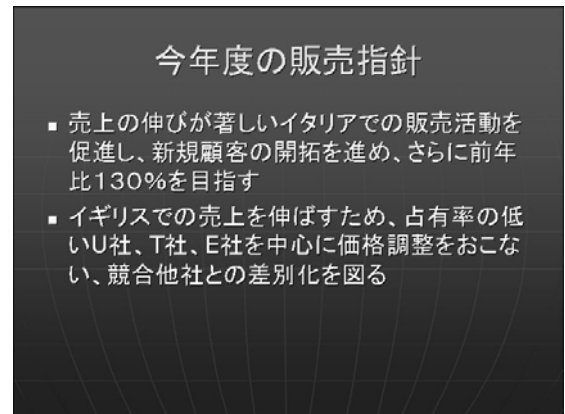 今年度の販売指針
▪ 売上の伸びが著しいイタリアでの販売活動を
促進し、新規顧客の開拓を進め、さらに前年
比130%を目指す
▪ イギリスでの売上を伸ばすため、占有率の低
いU社、T社、E社を中心に価格調整をおこな
い、競合他社との差別化を図る